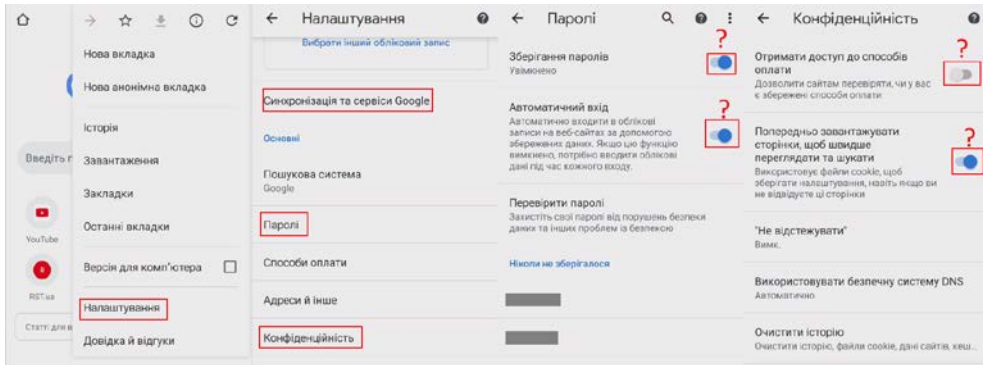 Нова вкладка
Нова анонімна вкладка
Історія
Введіть
Завантаження
Закладки
Останні вкладки
YouTube
Версія для комп'ютера
RST.ua
Налаштування
Статті для
Довідка й відгуки
Налаштування
Вибрати інший обліковий запис
Синхронізація та сервіси Google
Основні
Пошукова система
Google
Паролі
Способи оплати
Адреси й інше
Конфіденційність
Паролі
?
Зберігання паролів
Увімкнено
?
Автоматичний вхід
Автоматично входити в облікові
записи на веб-сайтах за допомогою
збережених даних. Якщо цю функцію
вимкнено, потрібно вводити облікові
дані під час кожного входу.
Перевірити паролі
Захистіть свої паролі від порушень безпеки
даних та інших проблем із безпекою
Ніколи не зберігалося
Конфіденційність
?
Отримати доступ до способів
оплати
Дозволити сайтам перевіряти, чи у вас
є збережені способи оплати
?
Попередньо завантажувати
сторінки, щоб швидше
переглядати та шукати
Використовує файли cookie, щоб
зберігати налаштування, навіть якщо ви
не відвідуєте ці сторінки
"Не відстежувати"
Вимк.
Використовувати безпечну систему DNS
Автоматично
Очистити історію
Очистити історію, файли cookie, дані сайтів, кеш...